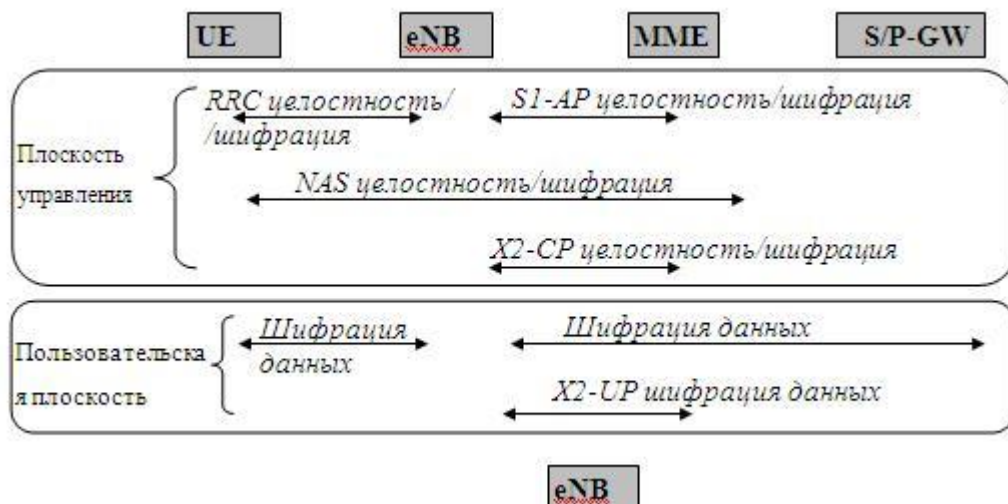 UE eNB MME S/P-GW
RRC целостность/ S1-AP целостность/шифрация
/шифрация
Плоскость
управления
NAS целостность/шифрация
X2-CP целостность/шифрация
Шифрация Шифрация данных
данных
Пользовательска
я плоскость
X2-UP шифрация данных
eNB